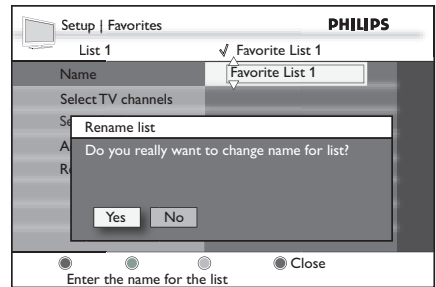 Setup | Favorites
PHILIPS
List 1
√ Favorite List 1
Name
Favorite List 1
Select TV channels
Se
A
R
Rename list
Do you really want to change name for list?
Yes
No
Close
Enter the name for the list